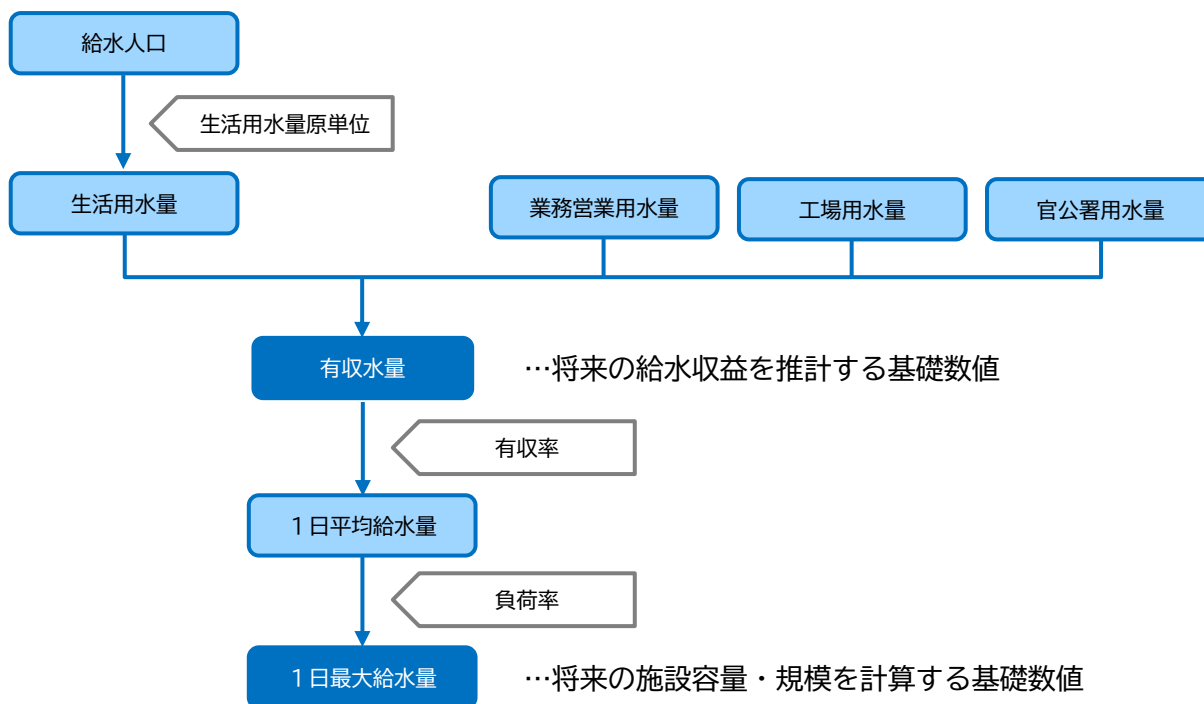 給水人口
生活用水量原単位
生活用水量
業務営業用水量
工場用水量
官公署用水量
有収水量
…将来の給水収益を推計する基礎数値
有収率
１日平均給水量
負荷率
１日最大給水量
…将来の施設容量・規模を計算する基礎数値